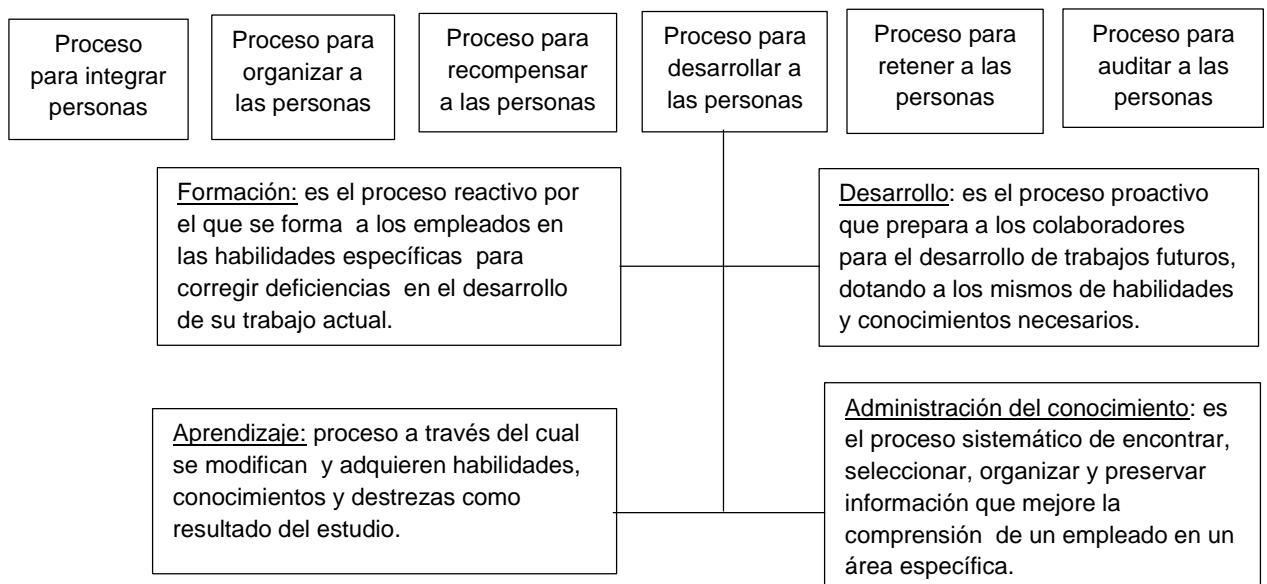 Proceso
para integrar
personas
Proceso para
organizar a
las personas
Proceso para
recompensar
a las personas
Proceso para
desarrollar a
las personas
Proceso para
retener a las
personas
Proceso para
auditar a las
personas
Formación: es el proceso reactivo por
el que se forma a los empleados en
las habilidades específicas para
corregir deficiencias en el desarrollo
de su trabajo actual.
Desarrollo: es el proceso proactivo
que prepara a los colaboradores
para el desarrollo de trabajos futuros,
dotando a los mismos de habilidades
y conocimientos necesarios.
Aprendizaje: proceso a través del cual
se modifican y adquieren habilidades,
conocimientos y destrezas como
resultado del estudio.
Administración del conocimiento: es
el proceso sistemático de encontrar,
seleccionar, organizar y preservar
información que mejore la
comprensión de un empleado en un
área específica.